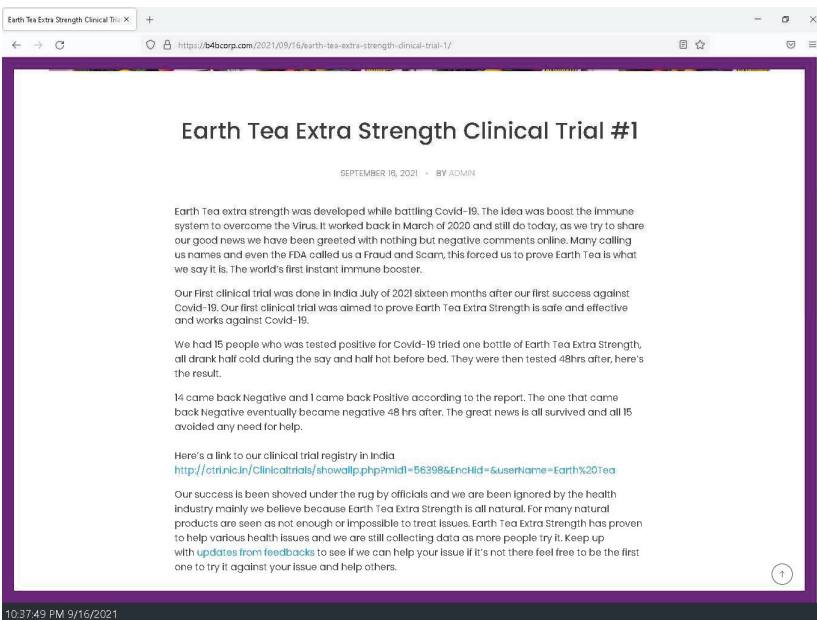 Earth Tea Extra Strength Clinical Tria
https://b4bcorp.com/2021/09/16/earth-tea-extra-strength-clinical-trial-1/
Earth Tea Extra Strength Clinical Trial #1
SEPTEMBER 16, 2021 • BY ADMIN
Earth Tea extra strength was developed while battling Covid-19. The idea was boost the immune
system to overcome the Virus. It worked back in March of 2020 and still do today, as we try to share
our good news we have been greeted with nothing but negative comments online. Many calling
us names and even the FDA called us a Fraud and Scam, this forced us to prove Earth Tea is what
we say it is. The world's first instant immune booster.
Our First clinical trial was done in India July of 2021 sixteen months after our first success against
Covid-19. Our first clinical trial was aimed to prove Earth Tea Extra Strength is safe and effective
and works against Covid-19.
We had 15 people who was tested positive for Covid-19 tried one bottle of Earth Tea Extra Strength,
all drank half cold during the say and half hot before bed. They were then tested 48hrs after, here's
the result.
14 came back Negative and 1 came back Positive according to the report. The one that came
back Negative eventually became negative 48 hrs after. The great news is all survived and all 15
avoided any need for help.
Here's a link to our clinical trial registry in India
http://ctri.nic.in/Clinicaltrials/showallp.php?mid1=56398&EncHid=&userName=Earth%20Tea
Our success is been shoved under the rug by officials and we are been ignored by the health
industry mainly we believe because Earth Tea Extra Strength is all natural. For many natural
products are seen as not enough or impossible to treat issues. Earth Tea Extra Strength has proven
to help various health issues and we are still collecting data as more people try it. Keep up
with updates from feedbacks to see if we can help your issue if it's not there feel free to be the first
one to try it against your issue and help others.
10:37:49 PM 9/16/2021